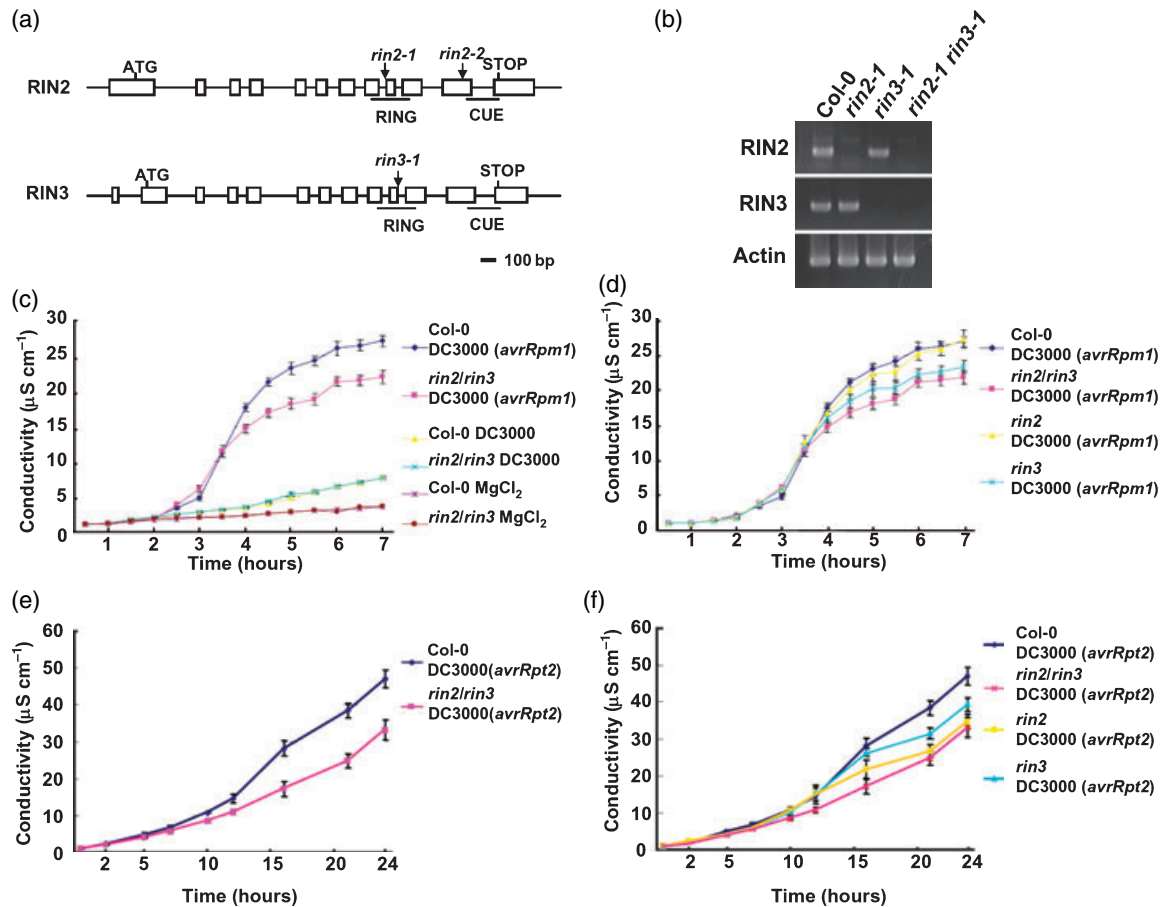 (a)
rin2-1
rin2-2
ATG
STOP
RIN2
RING
CUE
rin3-1
ATG
STOP
RIN3
RING
CUE
100 bp
(b)
Col-0
rin2-1
rin3-1
rin2-1 rin3-1
RIN2
RIN3
Actin
(c)
Conductivity (µS cm⁻¹)
30
25
20
15
10
5
0
1 2 3 4 5 6 7
Time (hours)
Col-0
DC3000 (avrRpm1)
rin2/rin3
DC3000 (avrRpm1)
Col-0 DC3000
rin2/rin3 DC3000
Col-0 MgCl₂
rin2/rin3 MgCl₂
(d)
Conductivity (µS cm⁻¹)
30
25
20
15
10
5
0
1 2 3 4 5 6 7
Time (hours)
Col-0
DC3000 (avrRpm1)
rin2/rin3
DC3000 (avrRpm1)
rin2
DC3000 (avrRpm1)
rin3
DC3000 (avrRpm1)
(e)
Conductivity (µS cm⁻¹)
60
50
40
30
20
10
0
2 5 10 15 20 24
Time (hours)
Col-0
DC3000(avrRpt2)
rin2/rin3
DC3000(avrRpt2)
(f)
Conductivity (µS cm⁻¹)
60
50
40
30
20
10
0
2 5 10 15 20 24
Time (hours)
Col-0
DC3000 (avrRpt2)
rin2/rin3
DC3000 (avrRpt2)
rin2
DC3000 (avrRpt2)
rin3
DC3000 (avrRpt2)